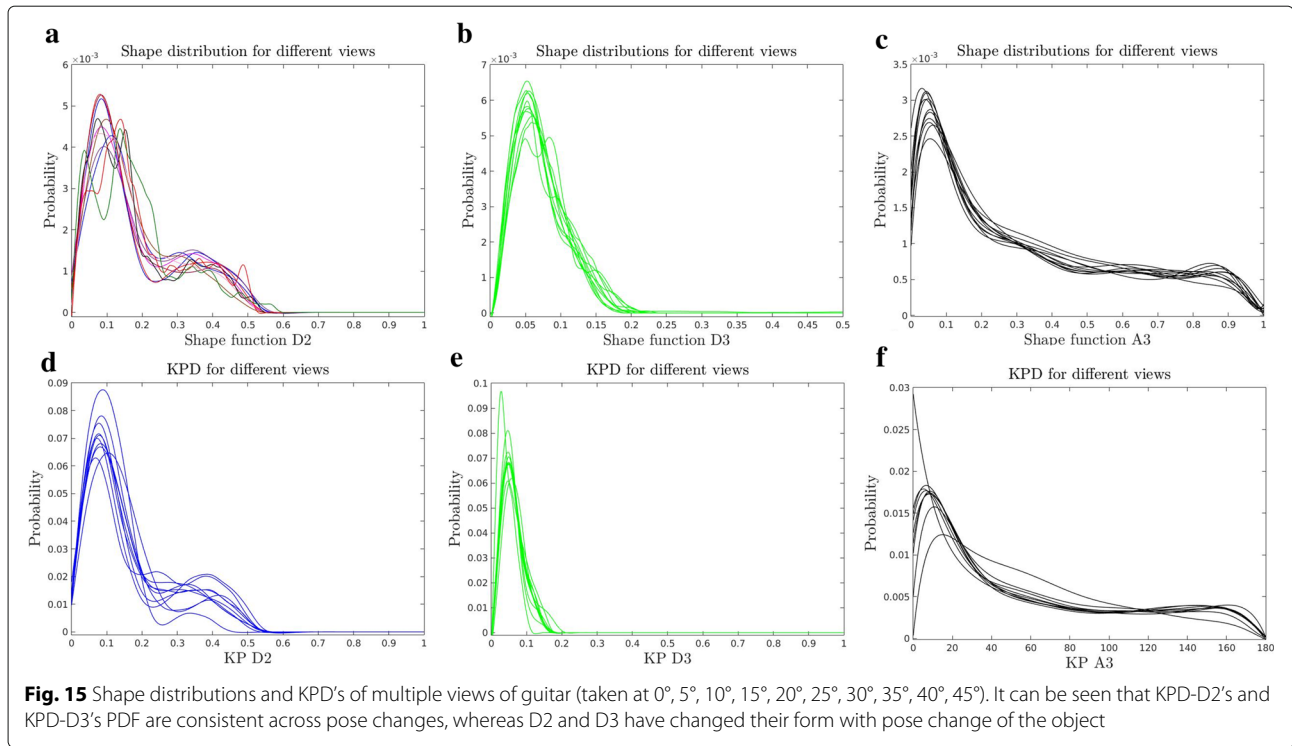 a
Shape distribution for different views
×10⁻³
6
5
4
3
2
1
0
Probability
0 0.1 0.2 0.3 0.4 0.5 0.6 0.7 0.8 0.9 1
Shape function D2
b
Shape distributions for different views
×10⁻³
7
6
5
4
3
2
1
0
Probability
0 0.05 0.1 0.15 0.2 0.25 0.3 0.35 0.4 0.45 0.5
Shape function D3
c
Shape distributions for different views
×10⁻³
3.5
3
2.5
2
1.5
1
0.5
0
Probability
0 0.1 0.2 0.3 0.4 0.5 0.6 0.7 0.8 0.9 1
Shape function A3
d
KPD for different views
0.09
0.08
0.07
0.06
0.05
0.04
0.03
0.02
0.01
0
Probability
0 0.1 0.2 0.3 0.4 0.5 0.6 0.7 0.8 0.9 1
KP D2
e
KPD for different views
0.1
0.09
0.08
0.07
0.06
0.05
0.04
0.03
0.02
0.01
0
Probability
0 0.1 0.2 0.3 0.4 0.5 0.6 0.7 0.8 0.9 1
KP D3
f
KPD for different views
0.03
0.025
0.02
0.015
0.01
0.005
0
Probability
0 20 40 60 80 100 120 140 160 180
KP A3
Fig. 15 Shape distributions and KPD's of multiple views of guitar (taken at 0°, 5°, 10°, 15°, 20°, 25°, 30°, 35°, 40°, 45°). It can be seen that KPD-D2's and
KPD-D3's PDF are consistent across pose changes, whereas D2 and D3 have changed their form with pose change of the object